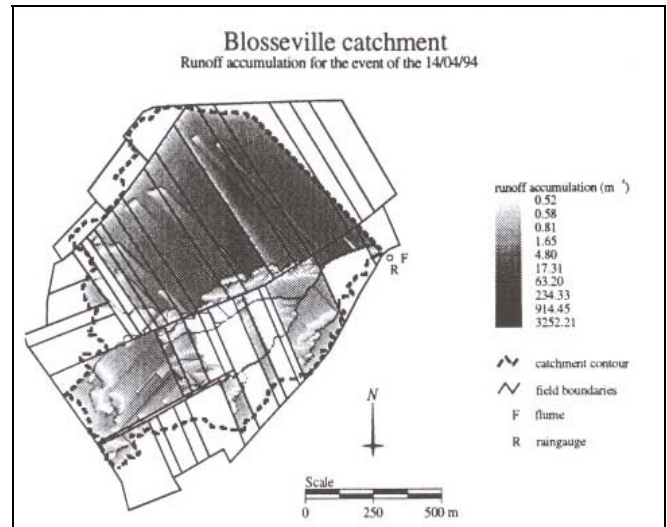 Blosseville catchment
Runoff accumulation for the event of the 14/04/94
runoff accumulation (m³)
0.52
0.58
0.81
1.65
4.80
17.31
63.20
234.33
914.45
3252.21
F
R
catchment contour
field boundaries
F flume
R raingauge
N
Scale
0 250 500 m